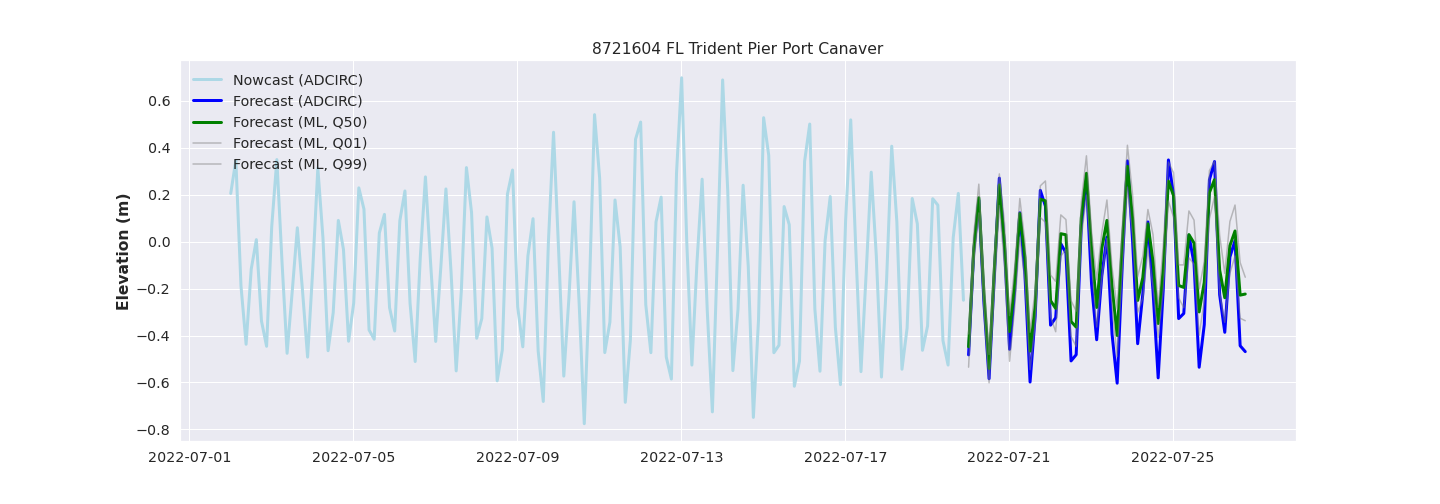 8721604 FL Trident Pier Port Canaver
Nowcast (ADCIRC)
Forecast (ADCIRC)
Forecast (ML, Q50)
Forecast (ML, Q01)
Forecast (ML, Q99)
Elevation (m)
0.6
0.4
0.2
0.0
−0.2
−0.4
−0.6
−0.8
2022-07-01 2022-07-05 2022-07-09 2022-07-13 2022-07-17 2022-07-21 2022-07-25